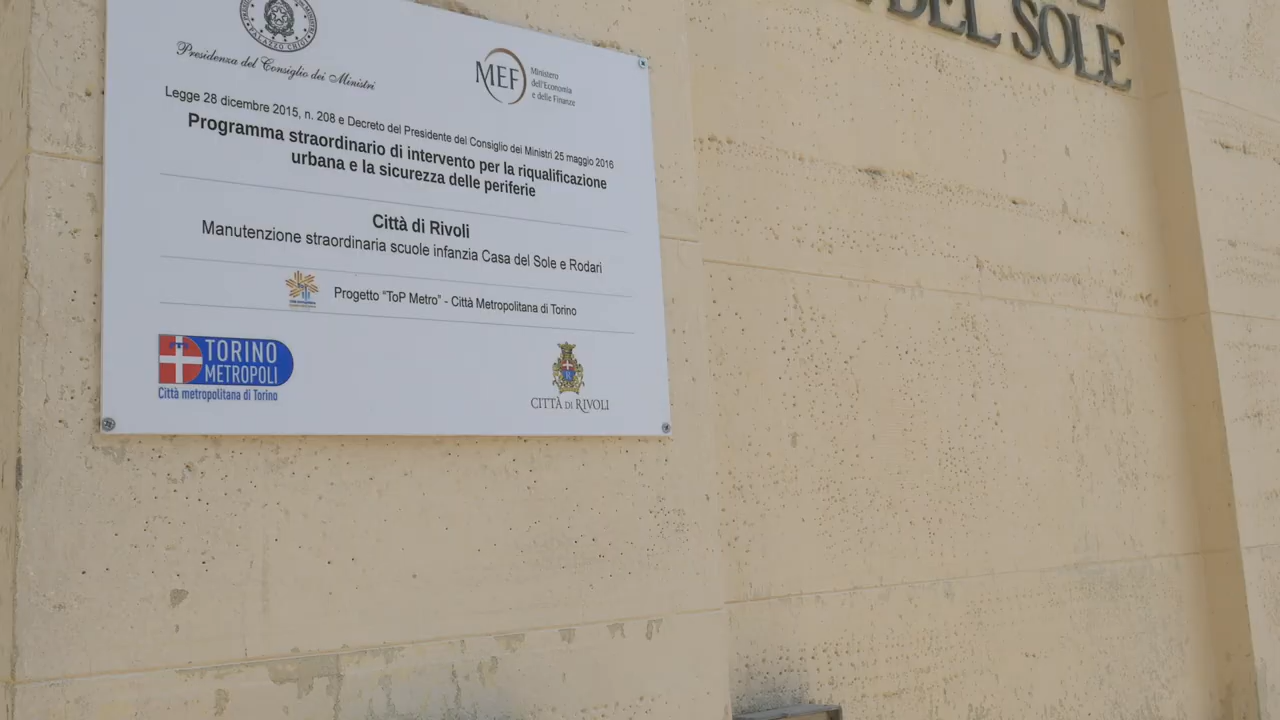 PALAZZO CHIGI
Presidenza del Consiglio dei Ministri
MEF
Ministero
dell'Economia
e delle Finanze
DEL SOLE
Legge 28 dicembre 2015, n. 208 e Decreto del Presidente del Consiglio dei Ministri 25 maggio 2016
Programma straordinario di intervento per la riqualificazione
urbana e la sicurezza delle periferie
Città di Rivoli
Manutenzione straordinaria scuole infanzia Casa del Sole e Rodari
Progetto “ToP Metro” - Città Metropolitana di Torino
TORINO
METROPOLI
Città metropolitana di Torino
CITTÀ DI RIVOLI